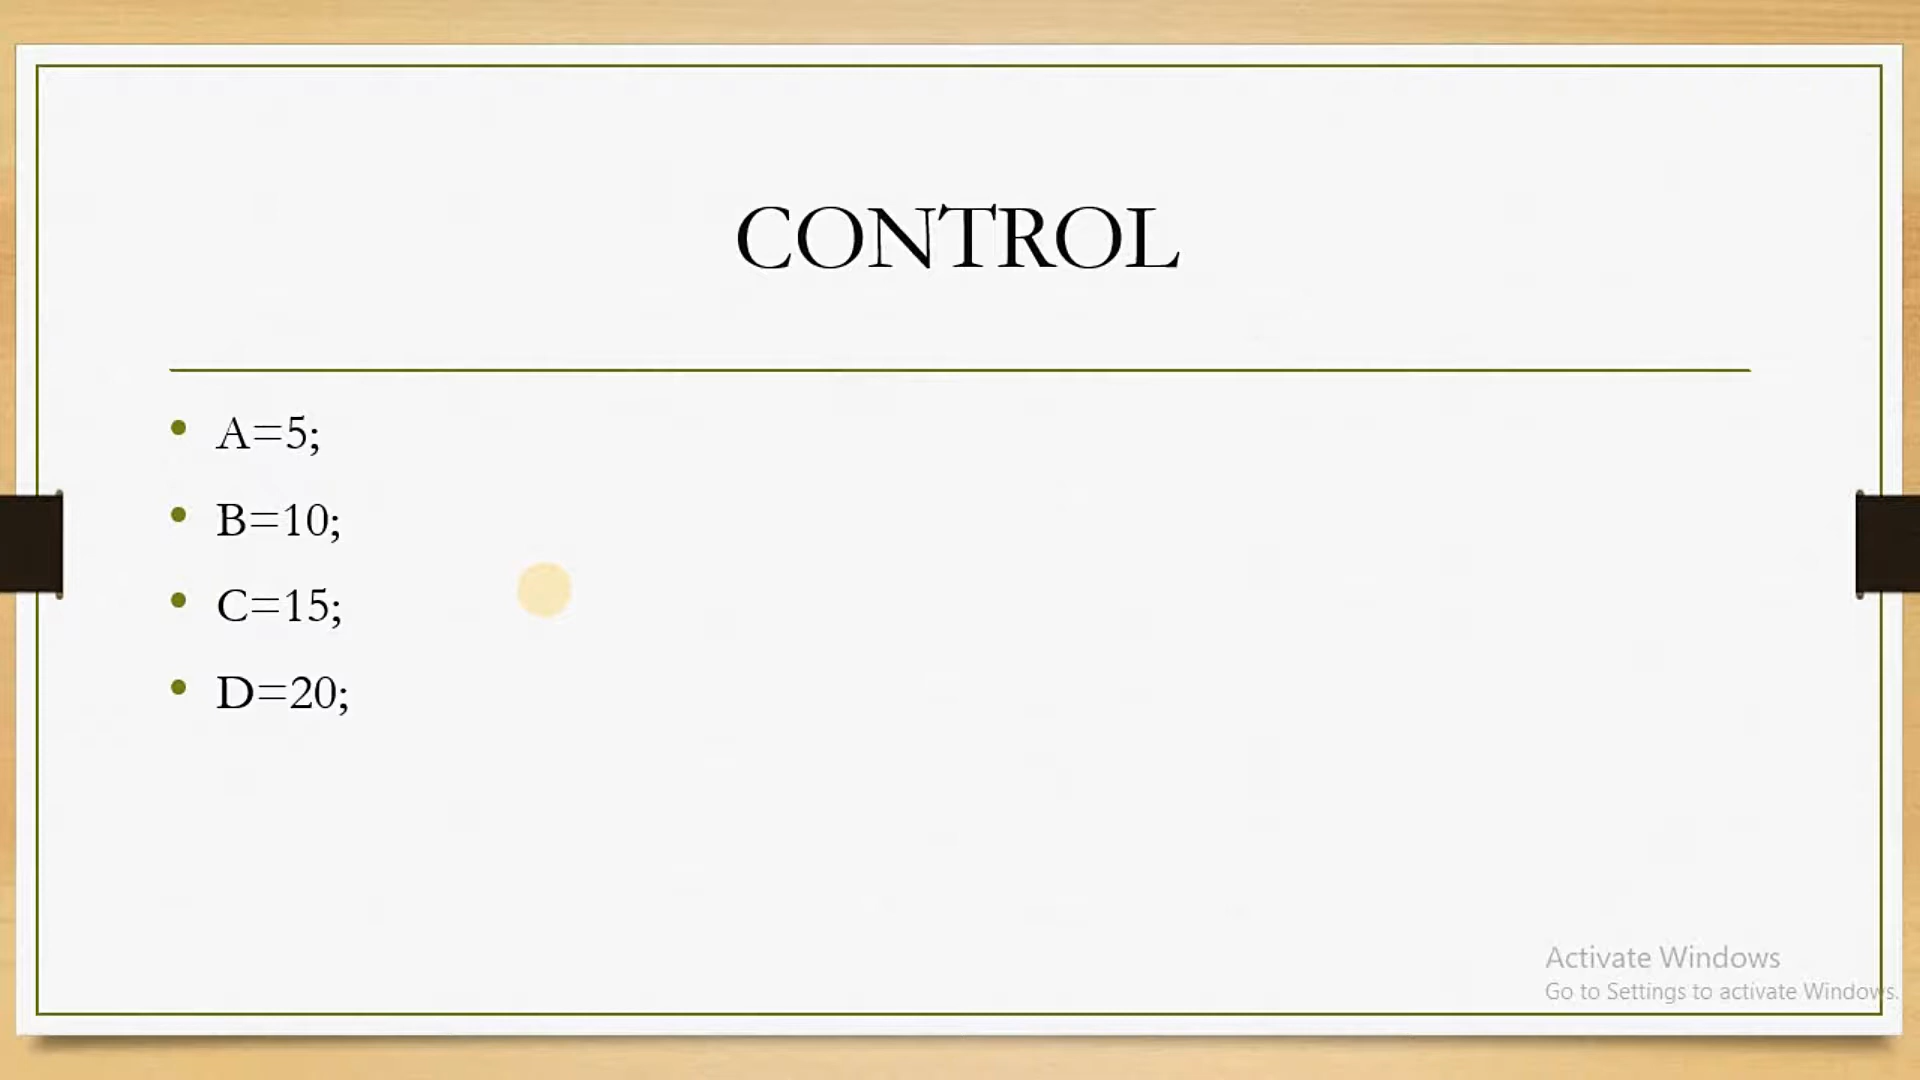 CONTROL
A=5;
B=10;
C=15;
D=20;
Activate Windows
Go to Settings to activate Windows.